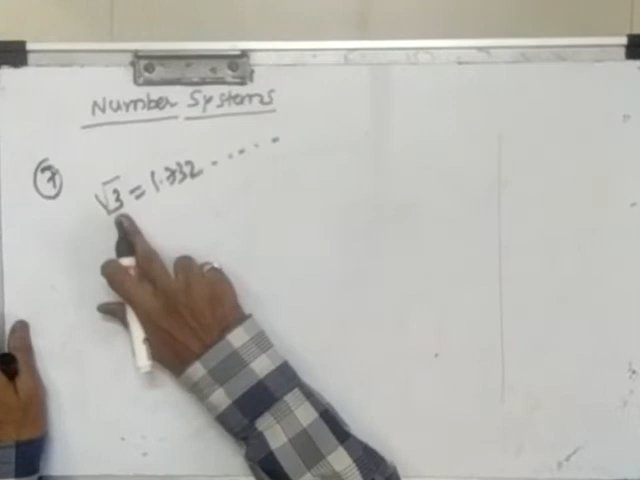 Number Systems
7 √3 = 1.732 ......